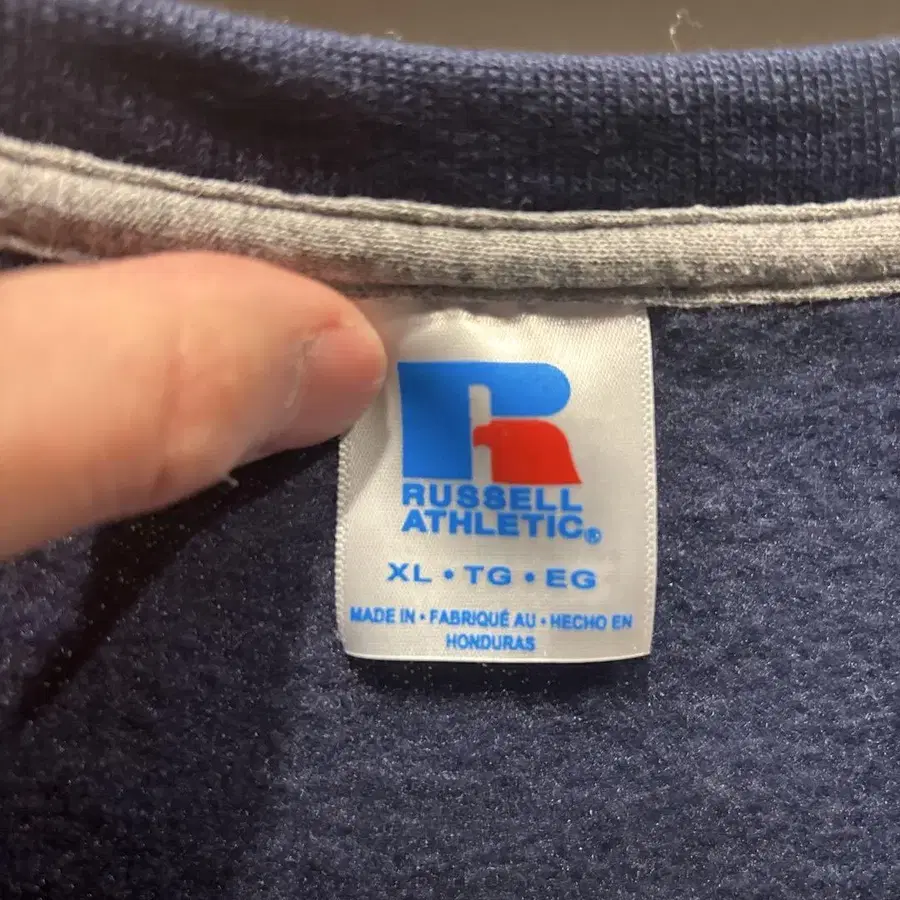 RUSSELL
ATHLETIC®
XL • TG • EG
MADE IN • FABRIQUÉ AU • HECHO EN
HONDURAS